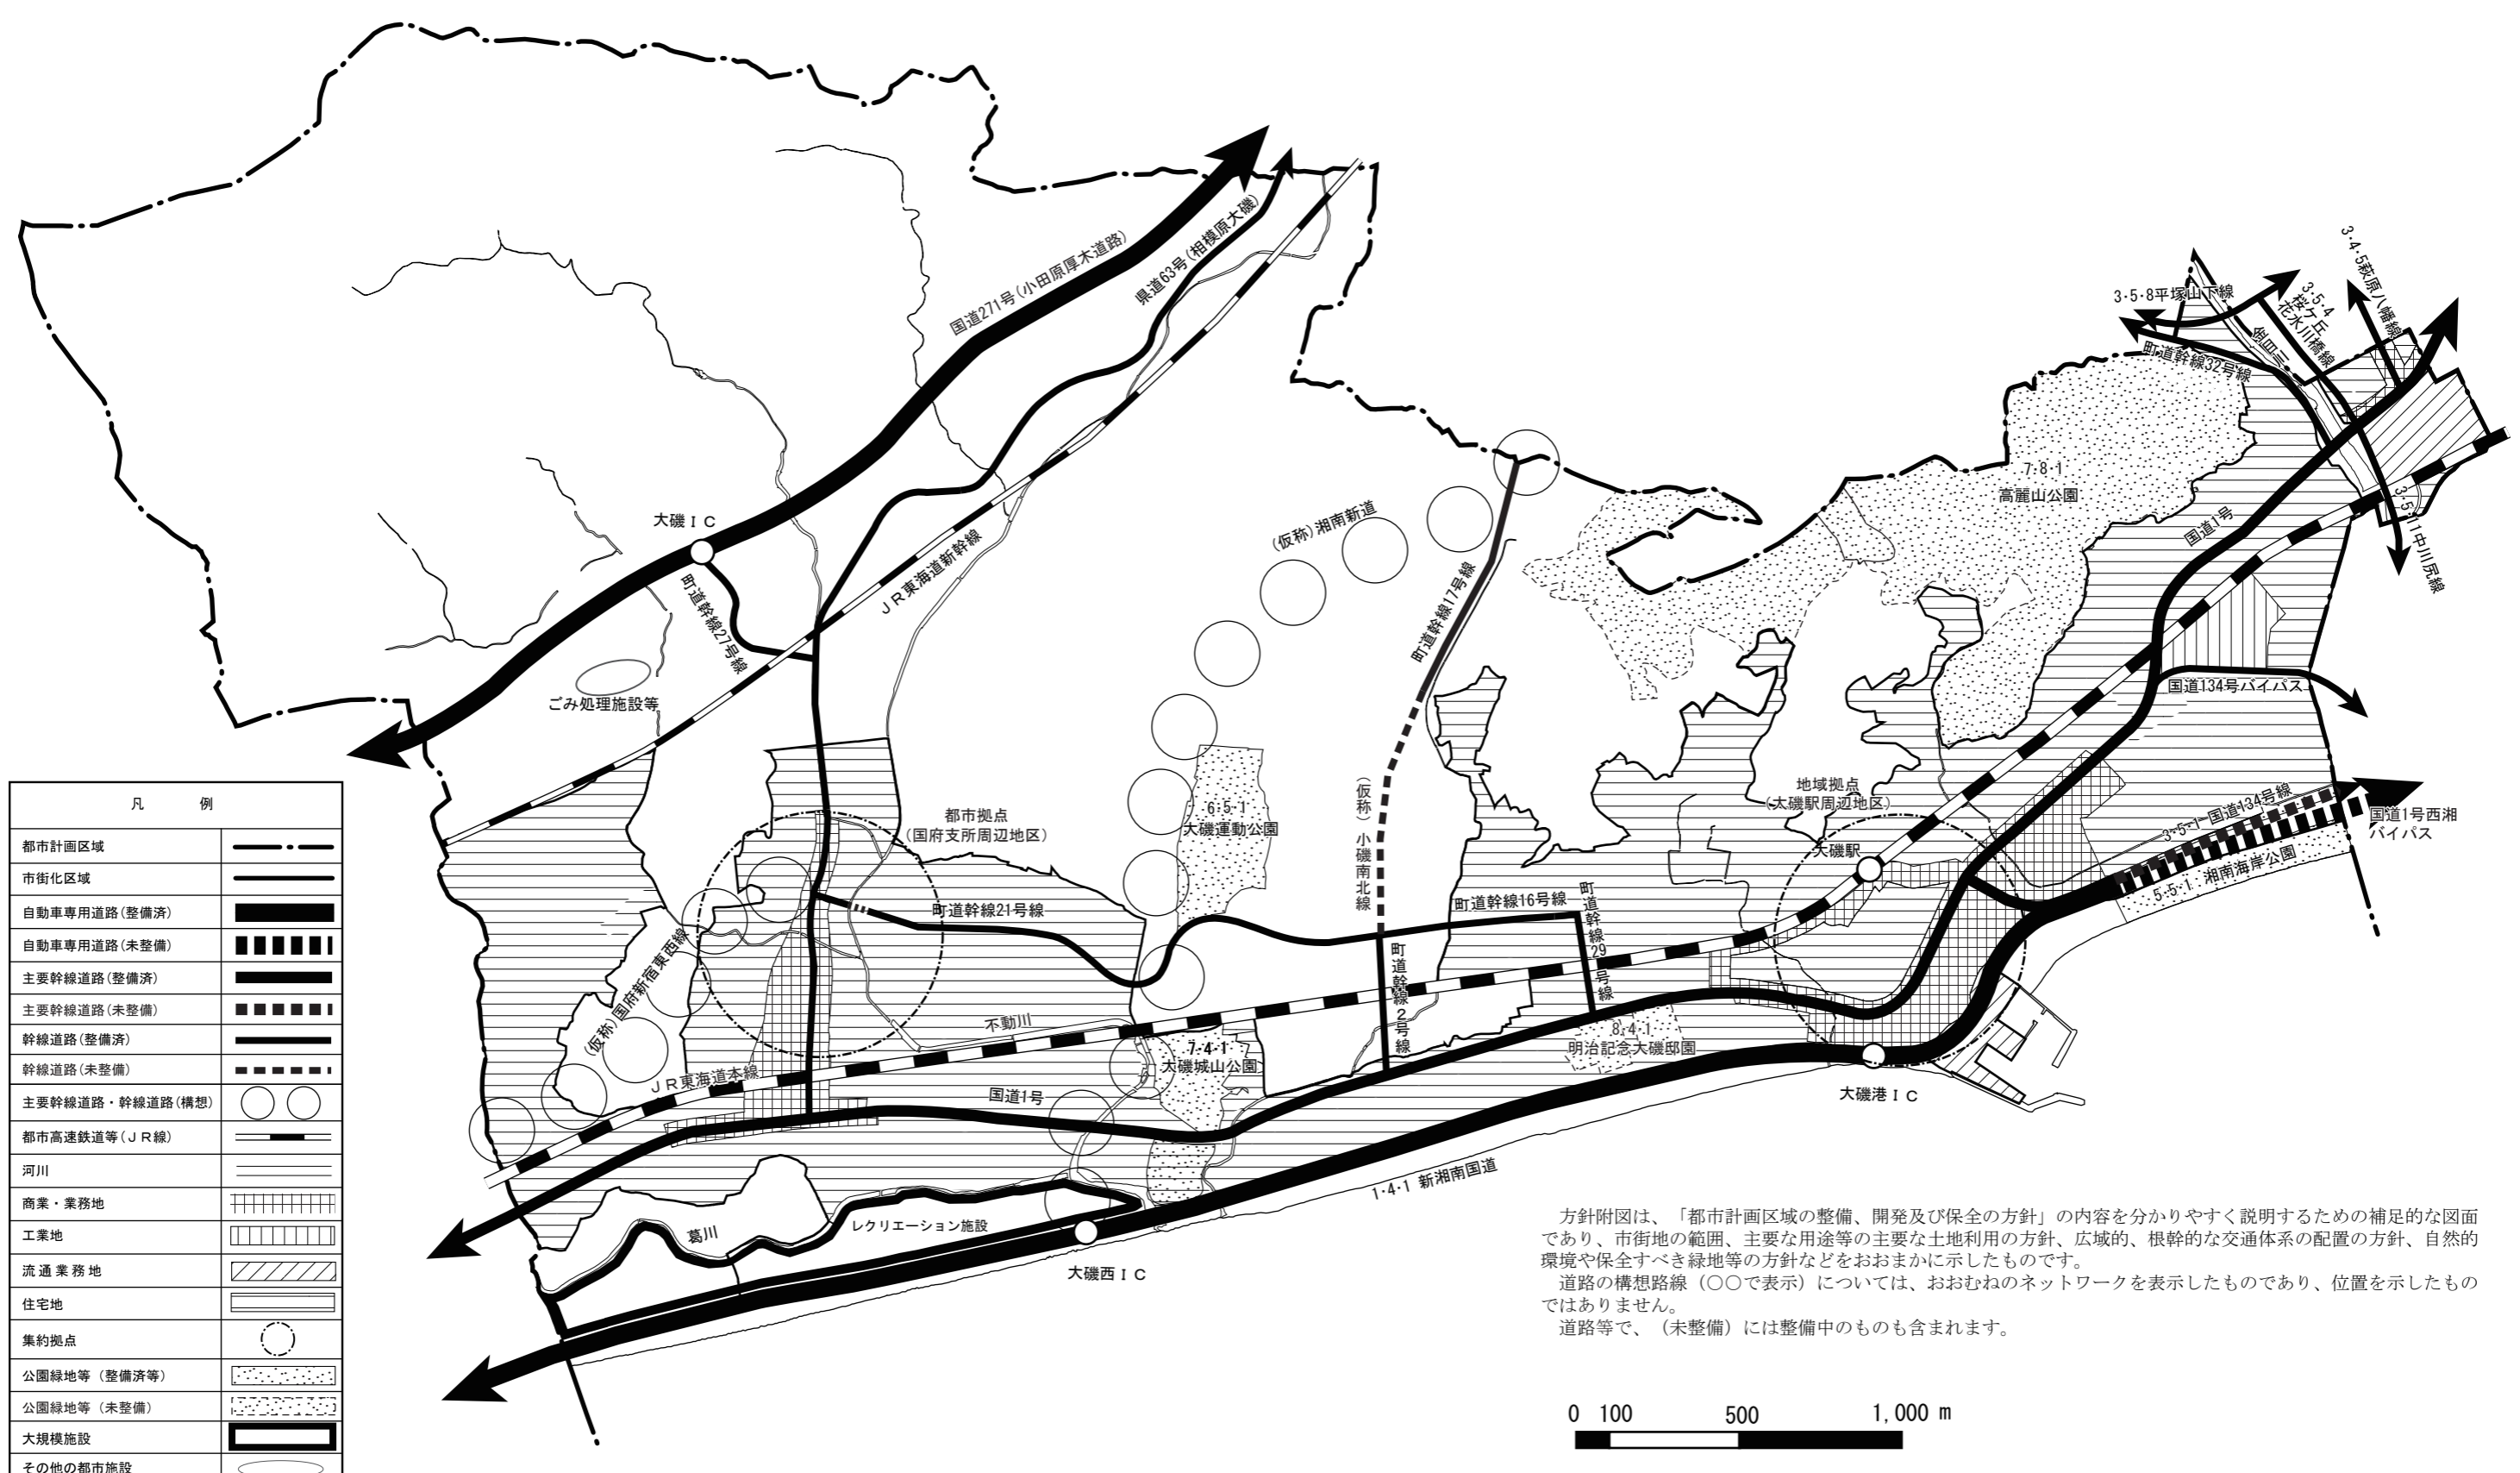 3・4・5萩原八幡線
3・5・8平塚山下線
3・5・4
桜ケ丘
花水川橋線
金目川
町道幹線32号線
国道271号(小田原厚木道路)
県道63号(相模原大磯)
7・8・1
高麗山公園
国道1号
3・5・11中川尻線
(仮称)湘南新道
大磯IC
JR東海道新幹線
町道幹線27号線
町道幹線17号線
ごみ処理施設等
国道134号バイパス
地域拠点
(大磯駅周辺地区)
都市拠点
(国府支所周辺地区)
6・5・1
大磯運動公園
(仮称)小磯南北線
3・5・1 国道134号線
国道1号西湘
バイパス
大磯駅
5・5・1 湘南海岸公園
町道幹線21号線
町道幹線16号線
町道幹線29号線
町道幹線2号線
(仮称)国府新宿東西線
不動川
8・4・1
明治記念大磯邸園
7・4・1
大磯城山公園
JR東海道本線
国道1号
大磯港IC
1・4・1 新湘南国道
葛川
レクリエーション施設
大磯西IC
凡 例
都市計画区域
市街化区域
自動車専用道路(整備済)
自動車専用道路(未整備)
主要幹線道路(整備済)
主要幹線道路(未整備)
幹線道路(整備済)
幹線道路(未整備)
主要幹線道路・幹線道路(構想)
都市高速鉄道等(JR線)
河川
商業・業務地
工業地
流通業務地
住宅地
集約拠点
公園緑地等(整備済等)
公園緑地等(未整備)
大規模施設
その他の都市施設
方針附図は、「都市計画区域の整備、開発及び保全の方針」の内容を分かりやすく説明するための補足的な図面
であり、市街地の範囲、主要な用途等の主要な土地利用の方針、広域的、根幹的な交通体系の配置の方針、自然的
環境や保全すべき緑地等の方針などをおおまかに示したものです。
道路の構想路線(○○で表示)については、おおむねのネットワークを表示したものであり、位置を示したもの
ではありません。
道路等で、(未整備)には整備中のものも含まれます。
0 100 500 1,000 m